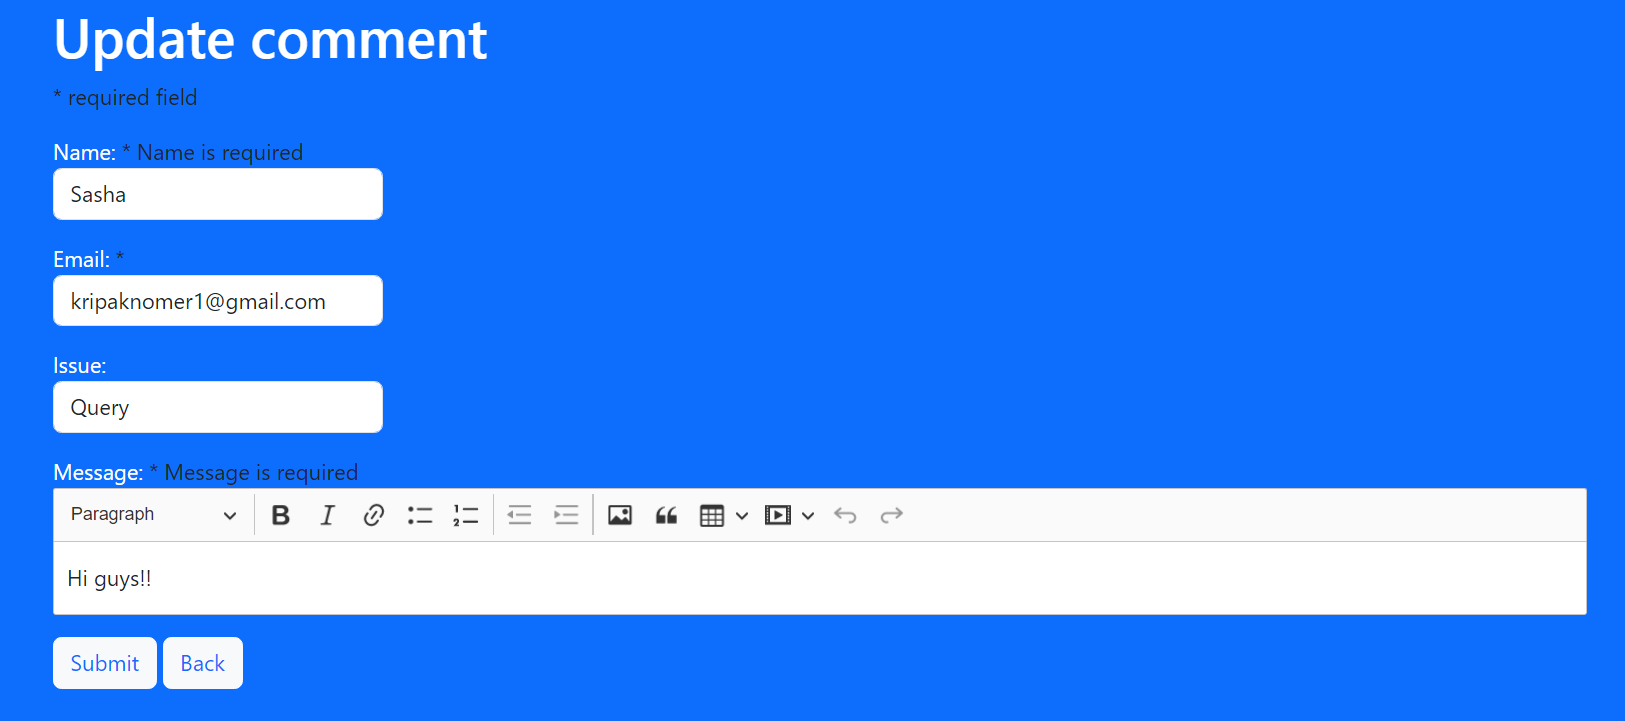 Update comment
* required field
Name: * Name is required
Sasha
Email: *
kripaknomer1@gmail.com
Issue:
Query
Message: * Message is required
Paragraph
Hi guys!!
Submit Back